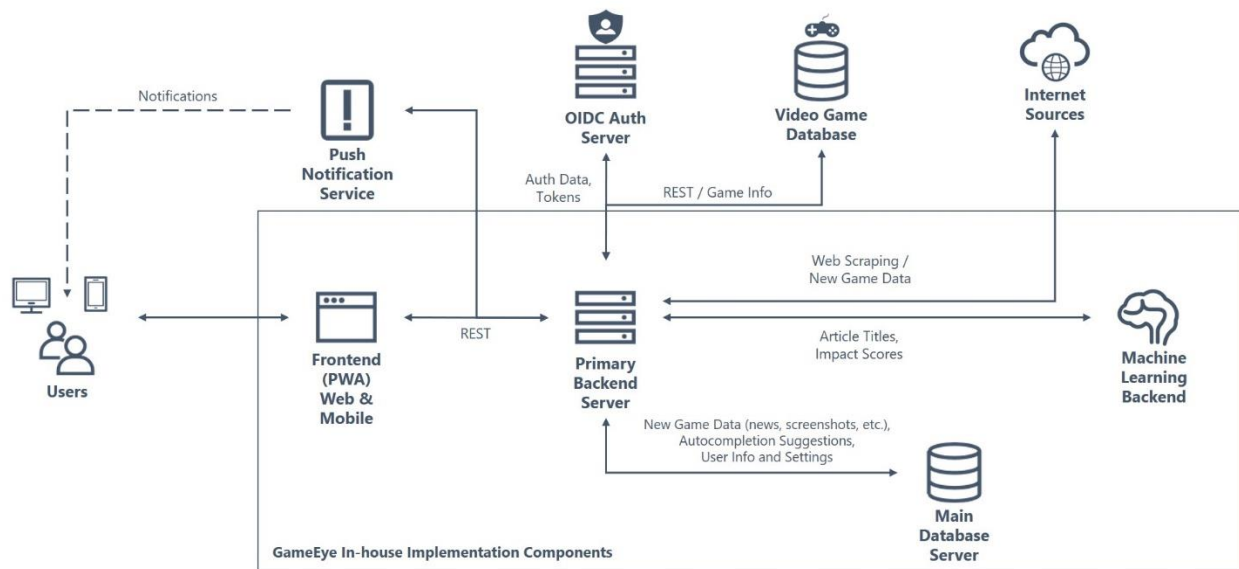 Notifications
Push
Notification
Service
OIDC Auth
Server
Video Game
Database
Internet
Sources
Auth Data,
Tokens
REST / Game Info
Users
Frontend
(PWA)
Web &
Mobile
REST
Primary
Backend
Server
Web Scraping /
New Game Data
Article Titles,
Impact Scores
Machine
Learning
Backend
New Game Data (news, screenshots, etc.),
Autocompletion Suggestions,
User Info and Settings
Main
Database
Server
GameEye In-house Implementation Components